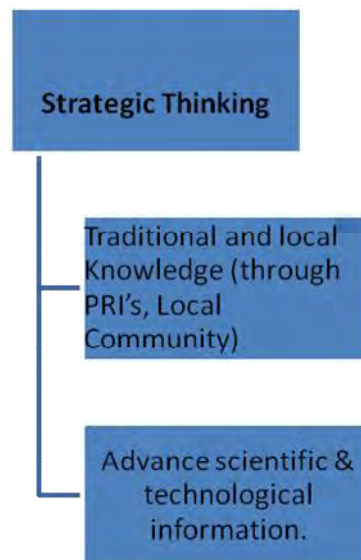 Strategic Thinking
Traditional and local
Knowledge (through
PRI's, Local
Community)
Advance scientific &
technological
information.